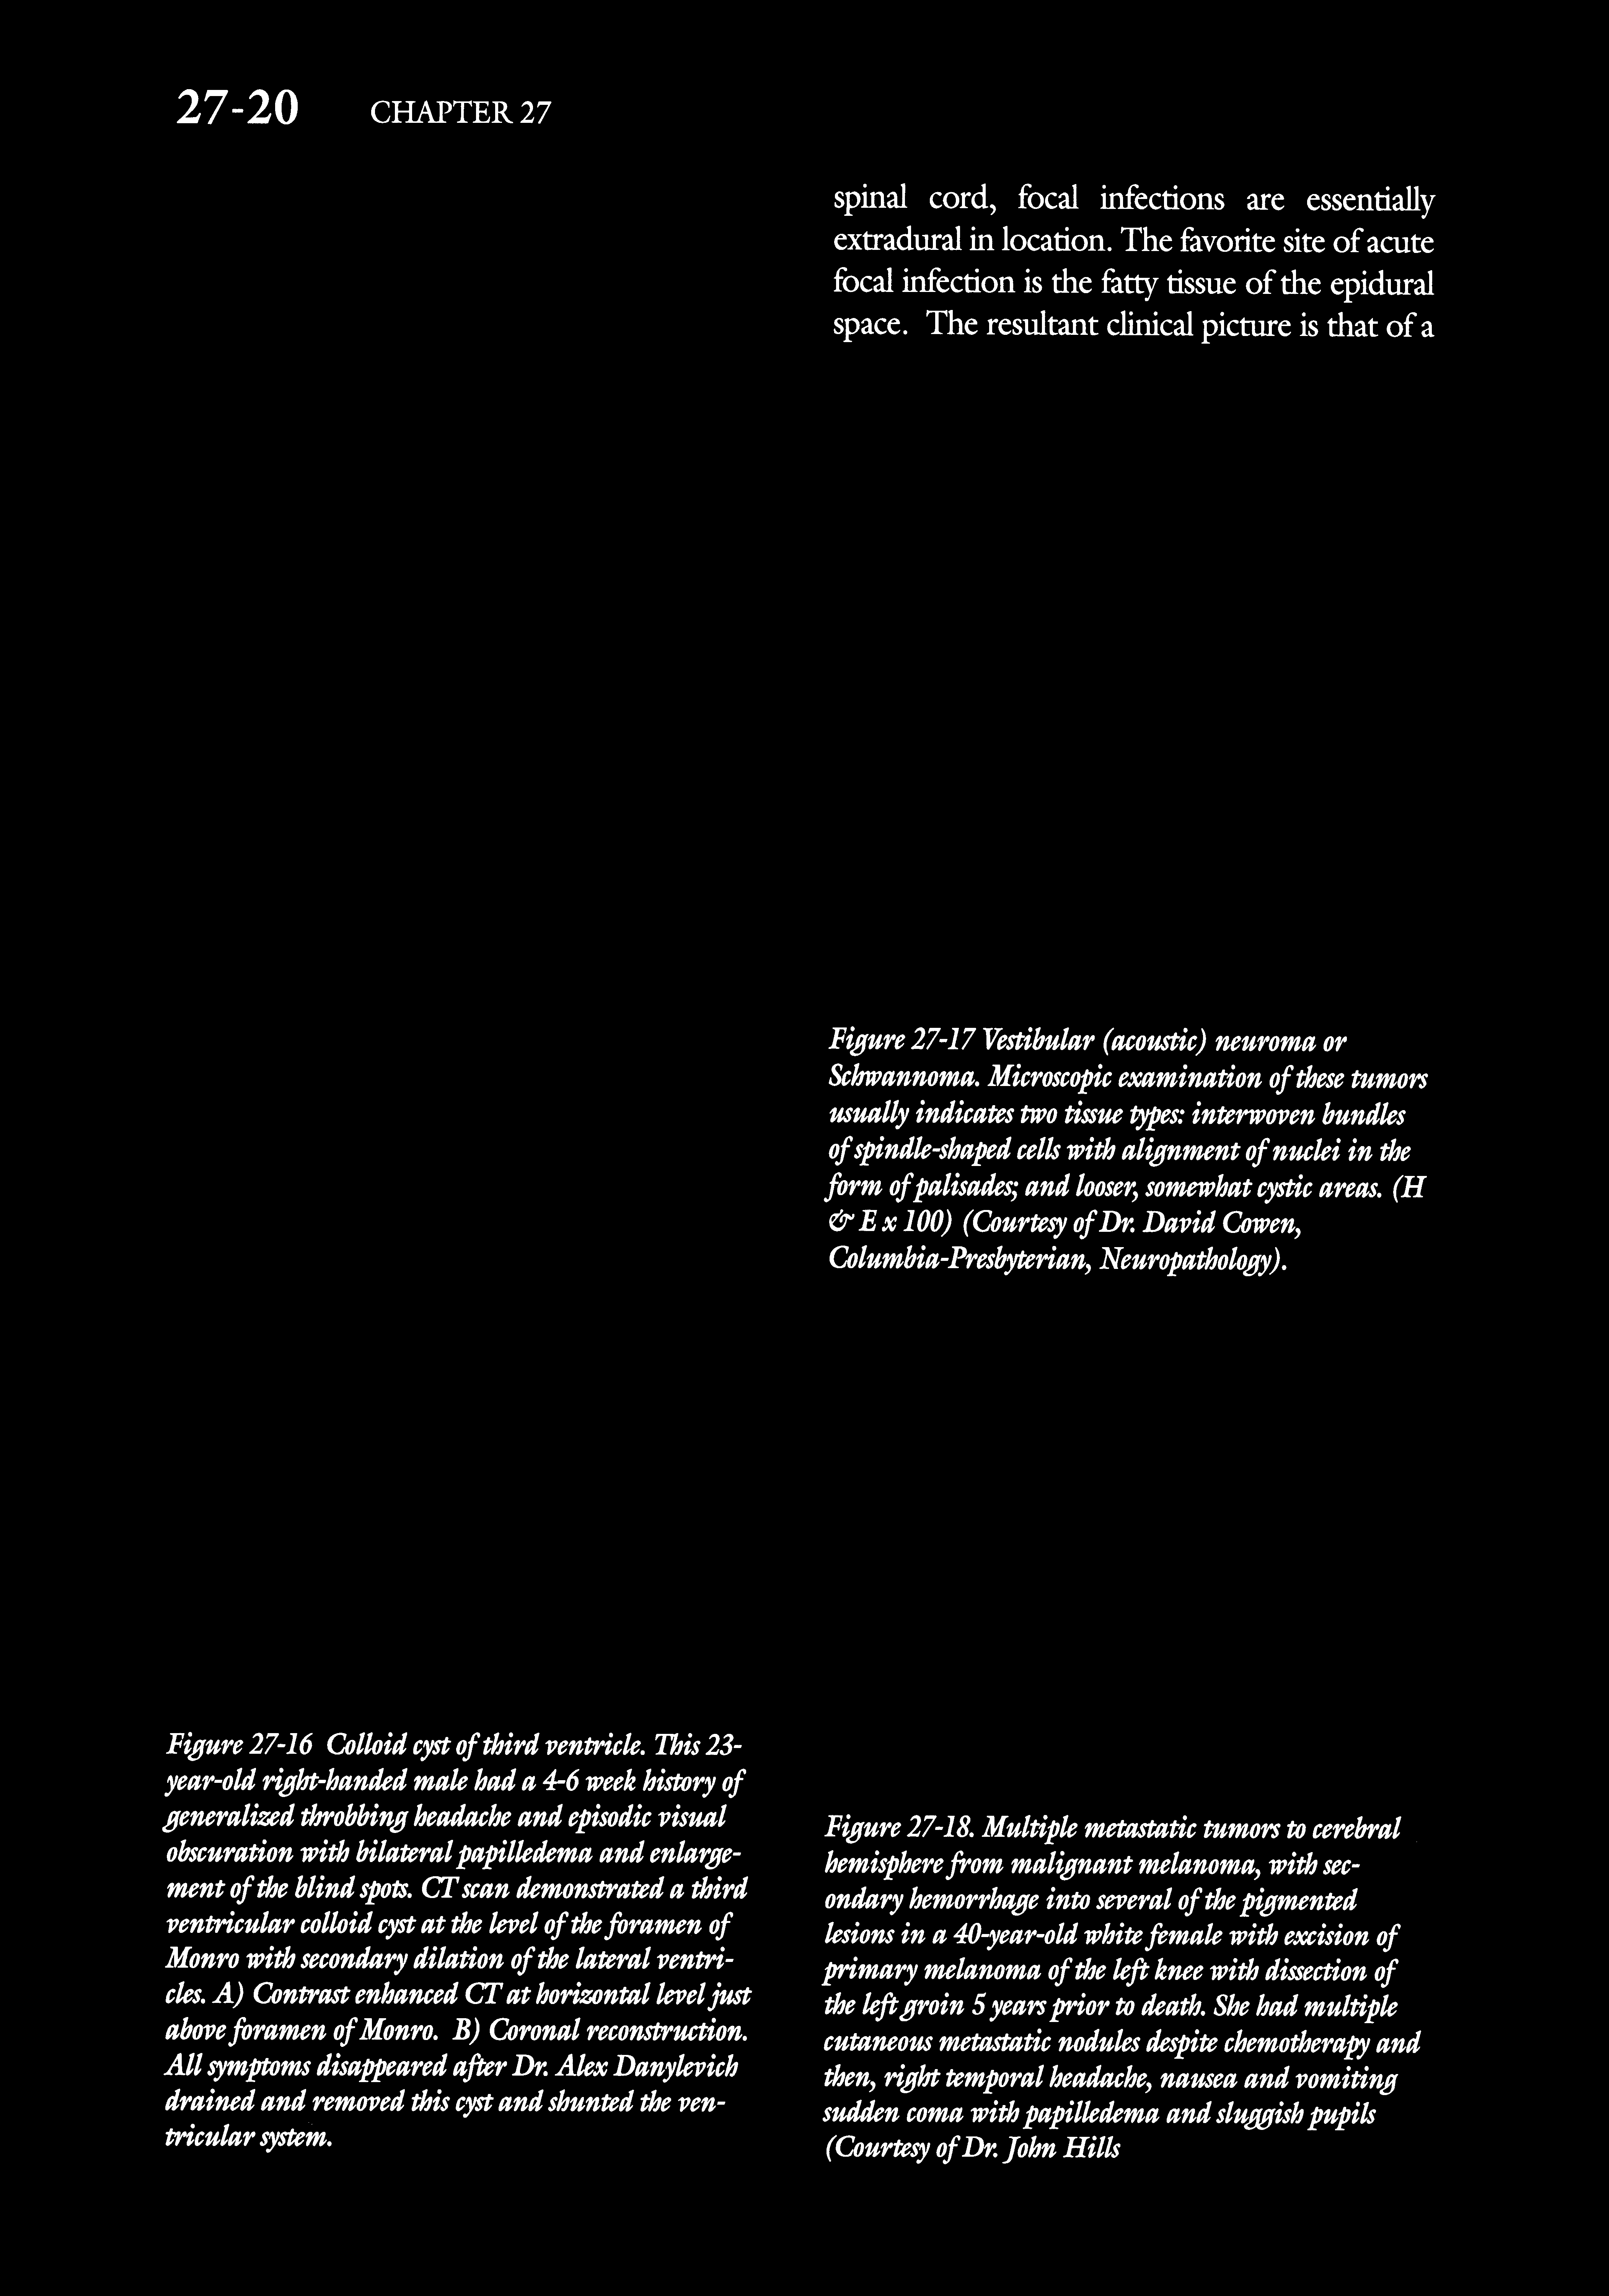 27-20 CHAPTER 27
spinal cord, focal infections are essentially
extradural in location. The favorite site of acute
focal infection is the fatty tissue of the epidural
space. The resultant clinical picture is that of a
Figure 27-17 Vestibular (acoustic) neuroma or
Schwannoma. Microscopic examination of these tumors
usually indicates two tissue types: interwoven bundles
of spindle-shaped cells with alignment of nuclei in the
form of palisades; and looser, somewhat cystic areas. (H
& E x 100) (Courtesy of Dr. David Cowen,
Columbia-Presbyterian, Neuropathology).
Figure 27-16 Colloid cyst of third ventricle. This 23-
year-old right-handed male had a 4-6 week history of
generalized throbbing headache and episodic visual
obscuration with bilateral papilledema and enlarge-
ment of the blind spots. CT scan demonstrated a third
ventricular colloid cyst at the level of the foramen of
Monro with secondary dilation of the lateral ventri-
cles. A) Contrast enhanced CT at horizontal level just
above foramen of Monro. B) Coronal reconstruction.
All symptoms disappeared after Dr. Alex Danylevich
drained and removed this cyst and shunted the ven-
tricular system.
Figure 27-18. Multiple metastatic tumors to cerebral
hemisphere from malignant melanoma, with sec-
ondary hemorrhage into several of the pigmented
lesions in a 40-year-old white female with excision of
primary melanoma of the left knee with dissection of
the left groin 5 years prior to death. She had multiple
cutaneous metastatic nodules despite chemotherapy and
then, right temporal headache, nausea and vomiting
sudden coma with papilledema and sluggish pupils
(Courtesy of Dr. John Hills